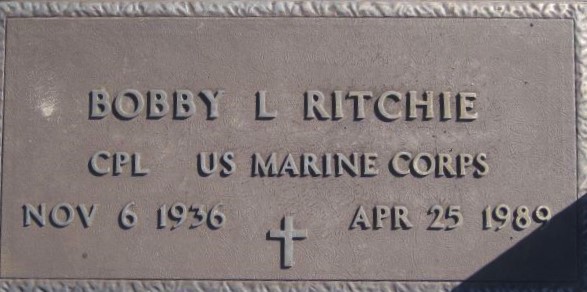 BOBBY L RITCHIE
CPL US MARINE CORPS
NOV 6 1936 APR 25 1989